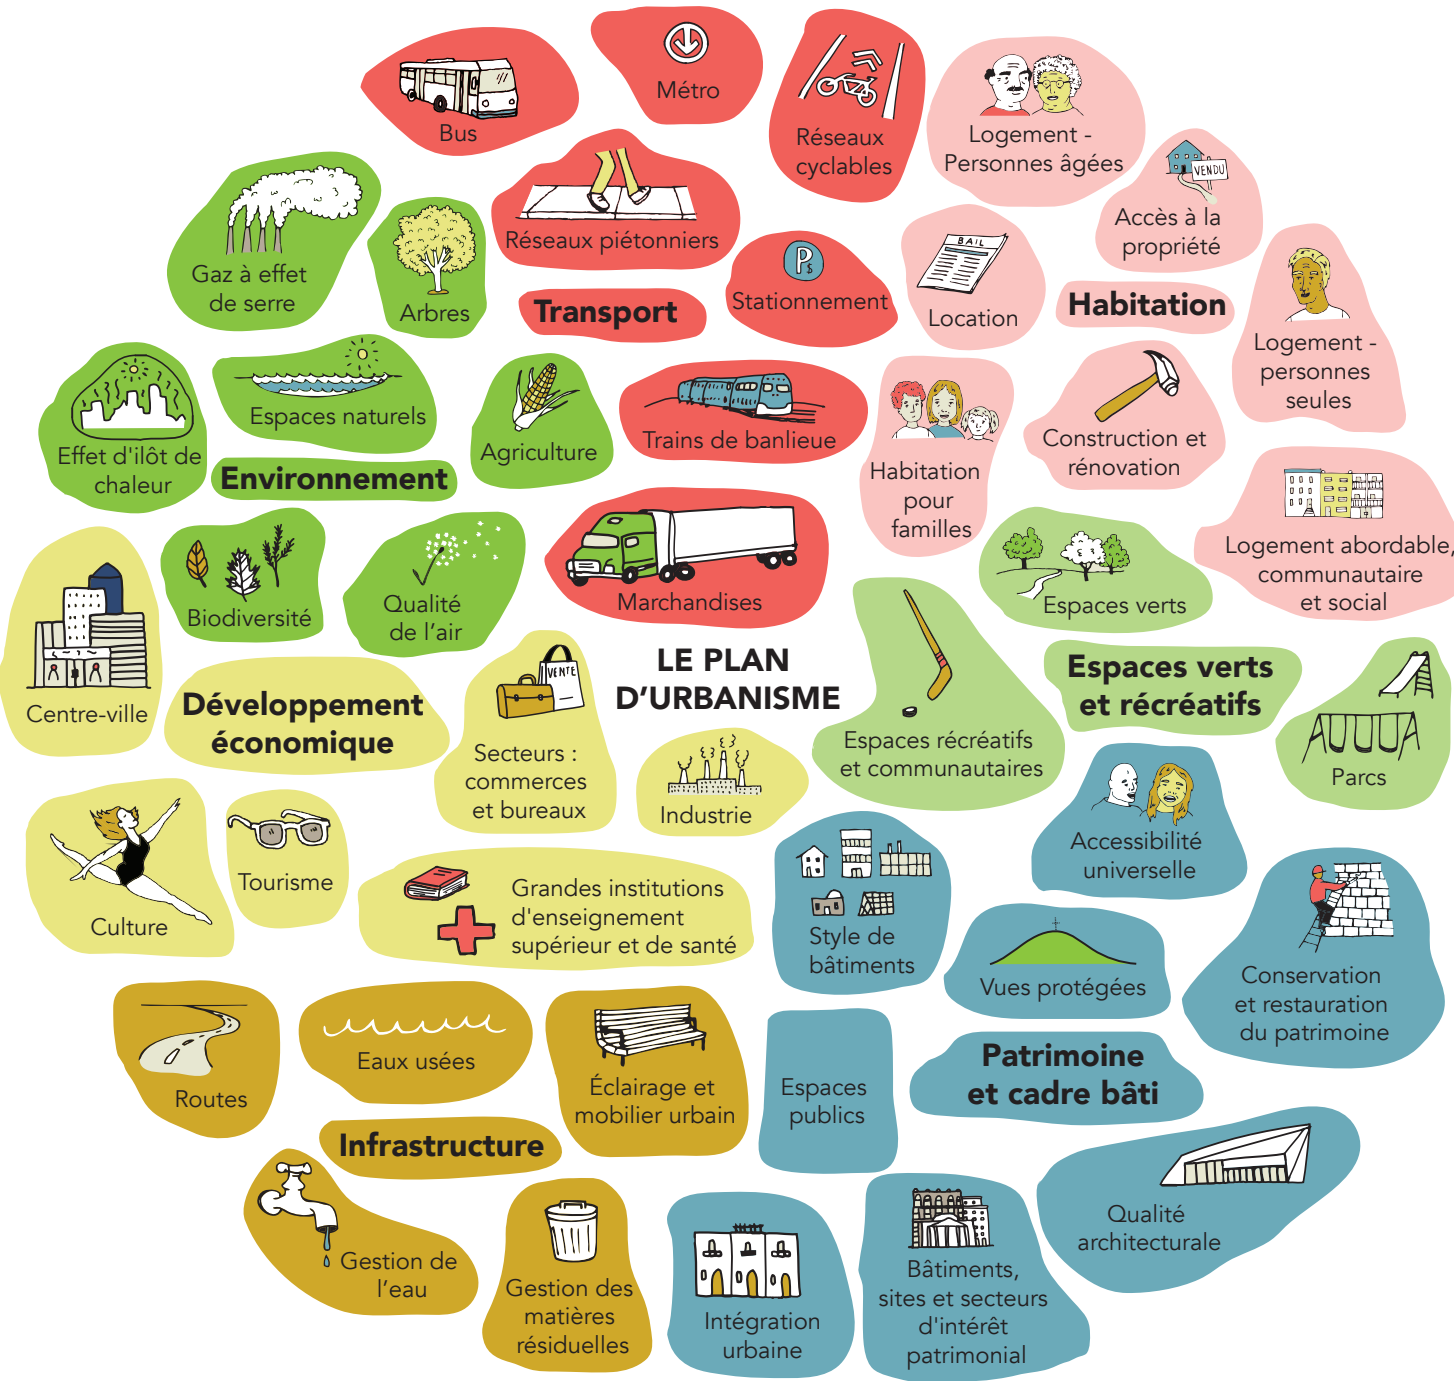 Bus
Métro
Réseaux
cyclables
Réseaux piétonniers
P$
Stationnement
Transport
Trains de banlieue
Marchandises
Logement -
Personnes âgées
VENDU
Accès à la
propriété
BAIL
Location
Habitation
Logement -
personnes
seules
Construction et
rénovation
Habitation
pour
familles
Logement abordable,
communautaire
et social
Gaz à effet
de serre
Arbres
Espaces naturels
Effet d'ilôt de
chaleur
Environnement
Agriculture
Biodiversité
Qualité
de l'air
LE PLAN
D'URBANISME
Centre-ville
Développement
économique
VENTE
Secteurs :
commerces
et bureaux
Industrie
Culture
Tourisme
Grandes institutions
d'enseignement
supérieur et de santé
Espaces verts
Espaces verts
et récréatifs
Espaces récréatifs
et communautaires
Parcs
Accessibilité
universelle
Style de
bâtiments
Vues protégées
Conservation
et restauration
du patrimoine
Patrimoine
et cadre bâti
Espaces
publics
Qualité
architecturale
Intégration
urbaine
Bâtiments,
sites et secteurs
d'intérêt
patrimonial
Routes
Eaux usées
Éclairage et
mobilier urbain
Infrastructure
Gestion de
l'eau
Gestion des
matières
résiduelles